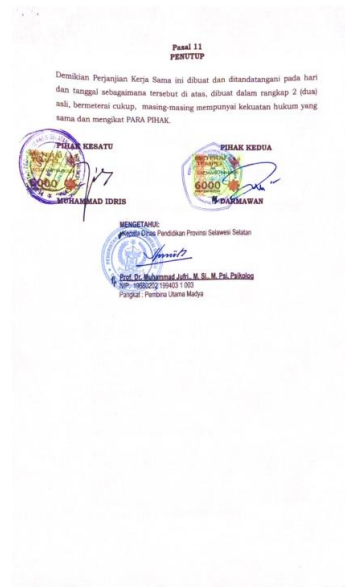 Pasal 11
PENUTUP
Demikian Perjanjian Kerja Sama ini dibuat dan ditandatangani pada hari
dan tanggal sebagaimana tersebut di atas, dibuat dalam rangkap 2 (dua)
asli, bermeterai cukup, masing-masing mempunyai kekuatan hukum yang
sama dan mengikat PARA PIHAK.
PIHAK KESATU
PIHAK KEDUA
6000
6000
MUHAMMAD IDRIS
DARMAWAN
MENGETAHUI:
Kepala Dinas Pendidikan Provinsi Selawesi Selatan
Prof. Dr. Muhammad Jufri., M. Si., M. Psi, Psikolog
NIP:. 19680202 199403 1 003
Pangkat : Pembina Utama Madya